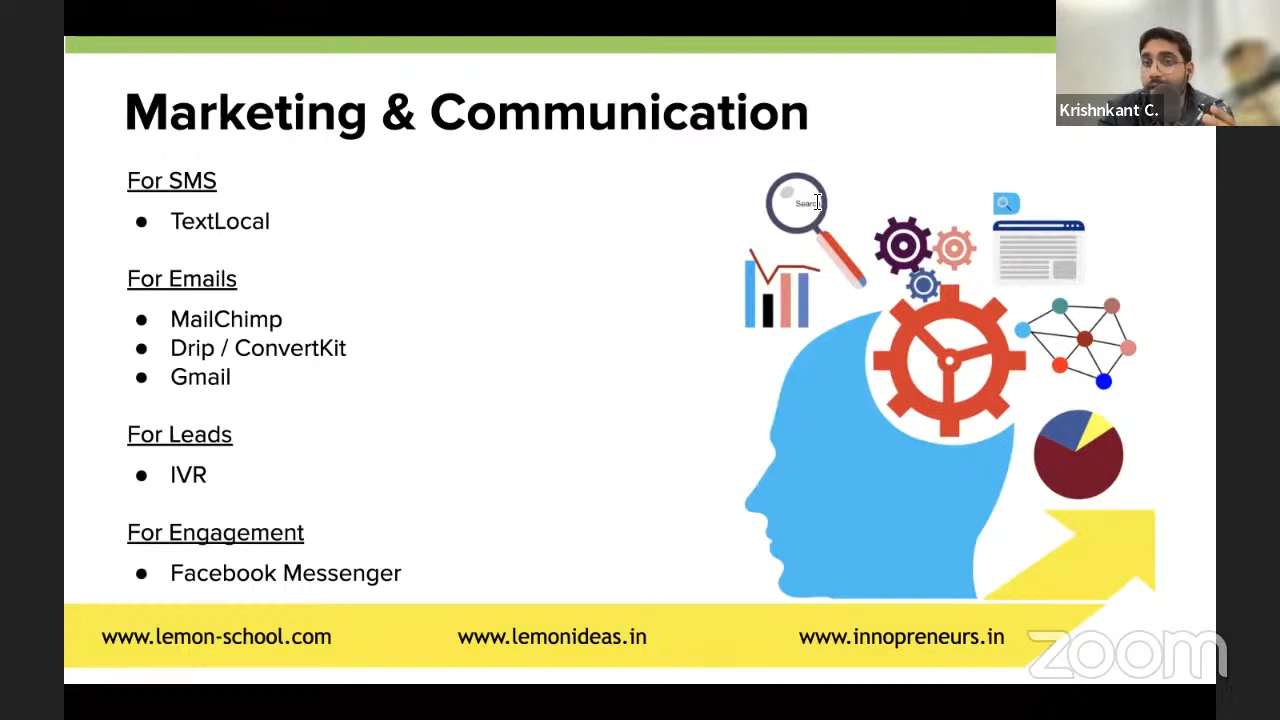 Marketing & Communication
Krishnkant C.
For SMS
● TextLocal
For Emails
● MailChimp
● Drip / ConvertKit
● Gmail
For Leads
● IVR
For Engagement
● Facebook Messenger
www.lemon-school.com
www.lemonideas.in
www.innopreneurs.in
zoom